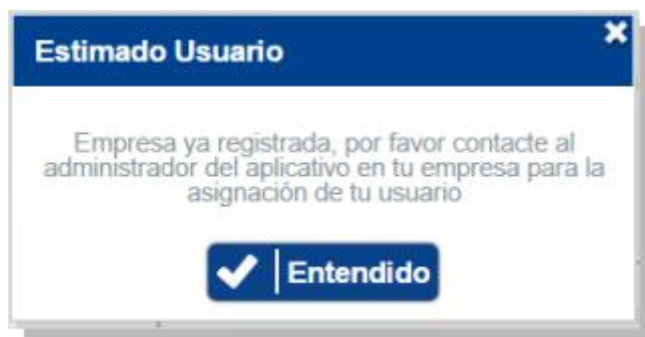 Estimado Usuario
Empresa ya registrada, por favor contacte al
administrador del aplicativo en tu empresa para la
asignación de tu usuario
Entendido